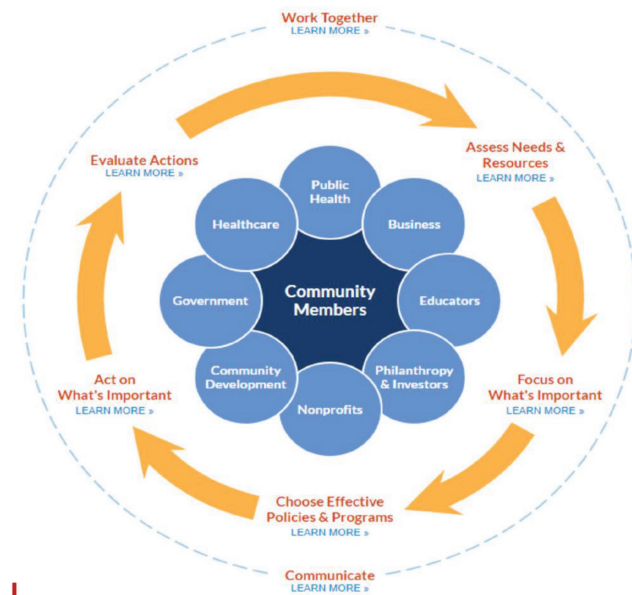 Work Together
LEARN MORE »
Evaluate Actions
LEARN MORE »
Assess Needs &
Resources
LEARN MORE »
Public
Health
Healthcare
Business
Government
Community
Members
Educators
Community
Development
Philanthropy
& Investors
Nonprofits
Act on
What's Important
LEARN MORE »
Focus on
What's Important
LEARN MORE »
Choose Effective
Policies & Programs
LEARN MORE »
Communicate
LEARN MORE »